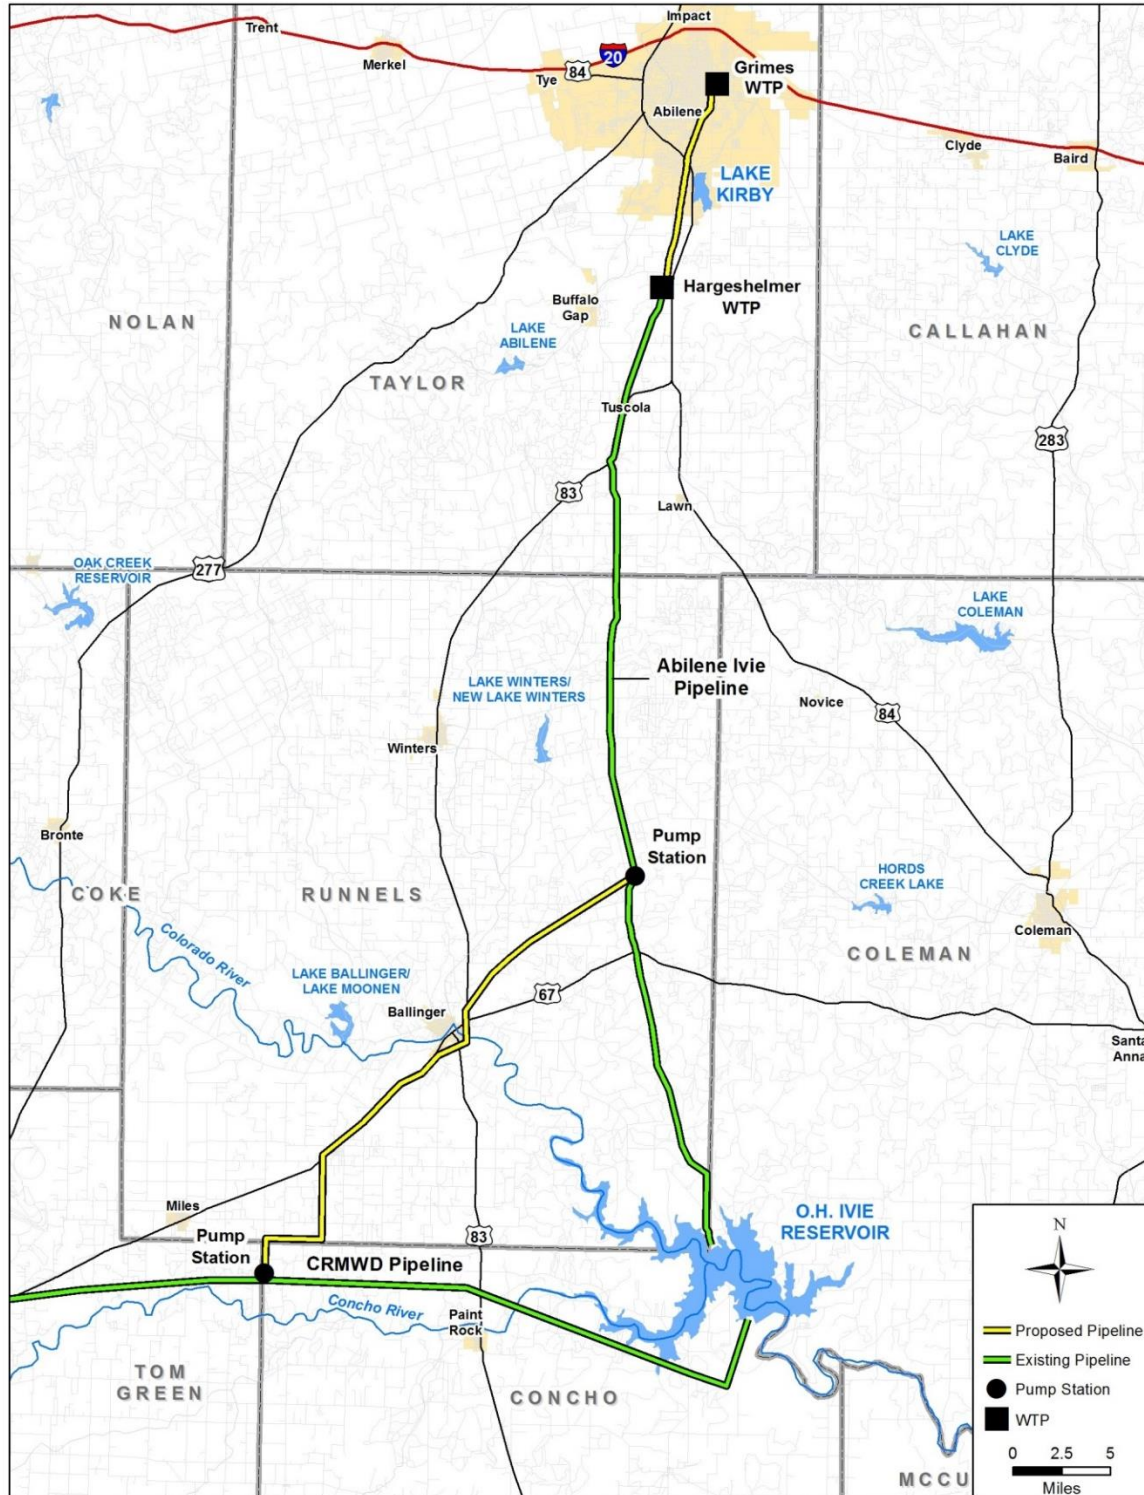 Impact
Trent
20
Merkel
Tye
84
Grimes
WTP
Abilene
Clyde
Baird
LAKE
KIRBY
LAKE
CLYDE
Hargeshelmer
WTP
Buffalo
Gap
NOLAN
LAKE
ABILENE
CALLAHAN
TAYLOR
Tuscola
283
83
Lawn
OAK CREEK
RESERVOIR
277
LAKE
COLEMAN
Abilene Ivie
Pipeline
LAKE WINTERS/
NEW LAKE WINTERS
Novice
84
Winters
Bronte
Pump
Station
COKE
RUNNELS
HORDS
CREEK LAKE
Coleman
Colorado River
COLEMAN
LAKE BALLINGER/
LAKE MOONEN
67
Ballinger
Santa
Anna
Miles
O.H. IVIE
RESERVOIR
Pump
Station
83
CRMWD Pipeline
Concho River
Paint
Rock
TOM
GREEN
CONCHO
MCCU
N
Proposed Pipeline
Existing Pipeline
Pump Station
WTP
0 2.5 5
Miles